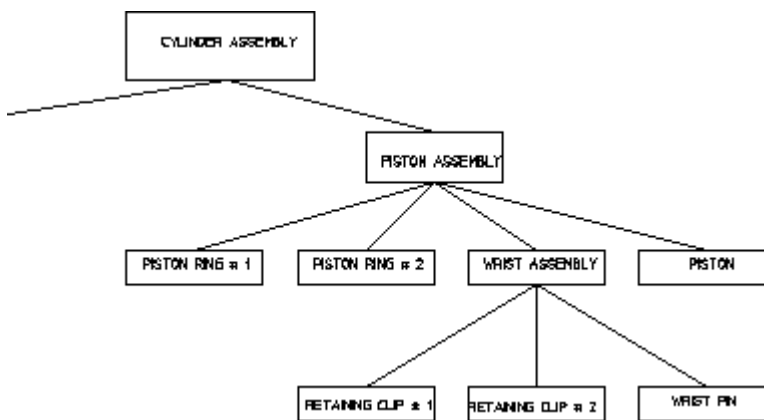 CYLINDER ASSEMBLY
PISTON ASSEMBLY
PISTON RING # 1
PISTON RING # 2
WRIST ASSEMBLY
PISTON
RETAINING CLIP # 1
RETAINING CLIP # 2
WRIST PIN